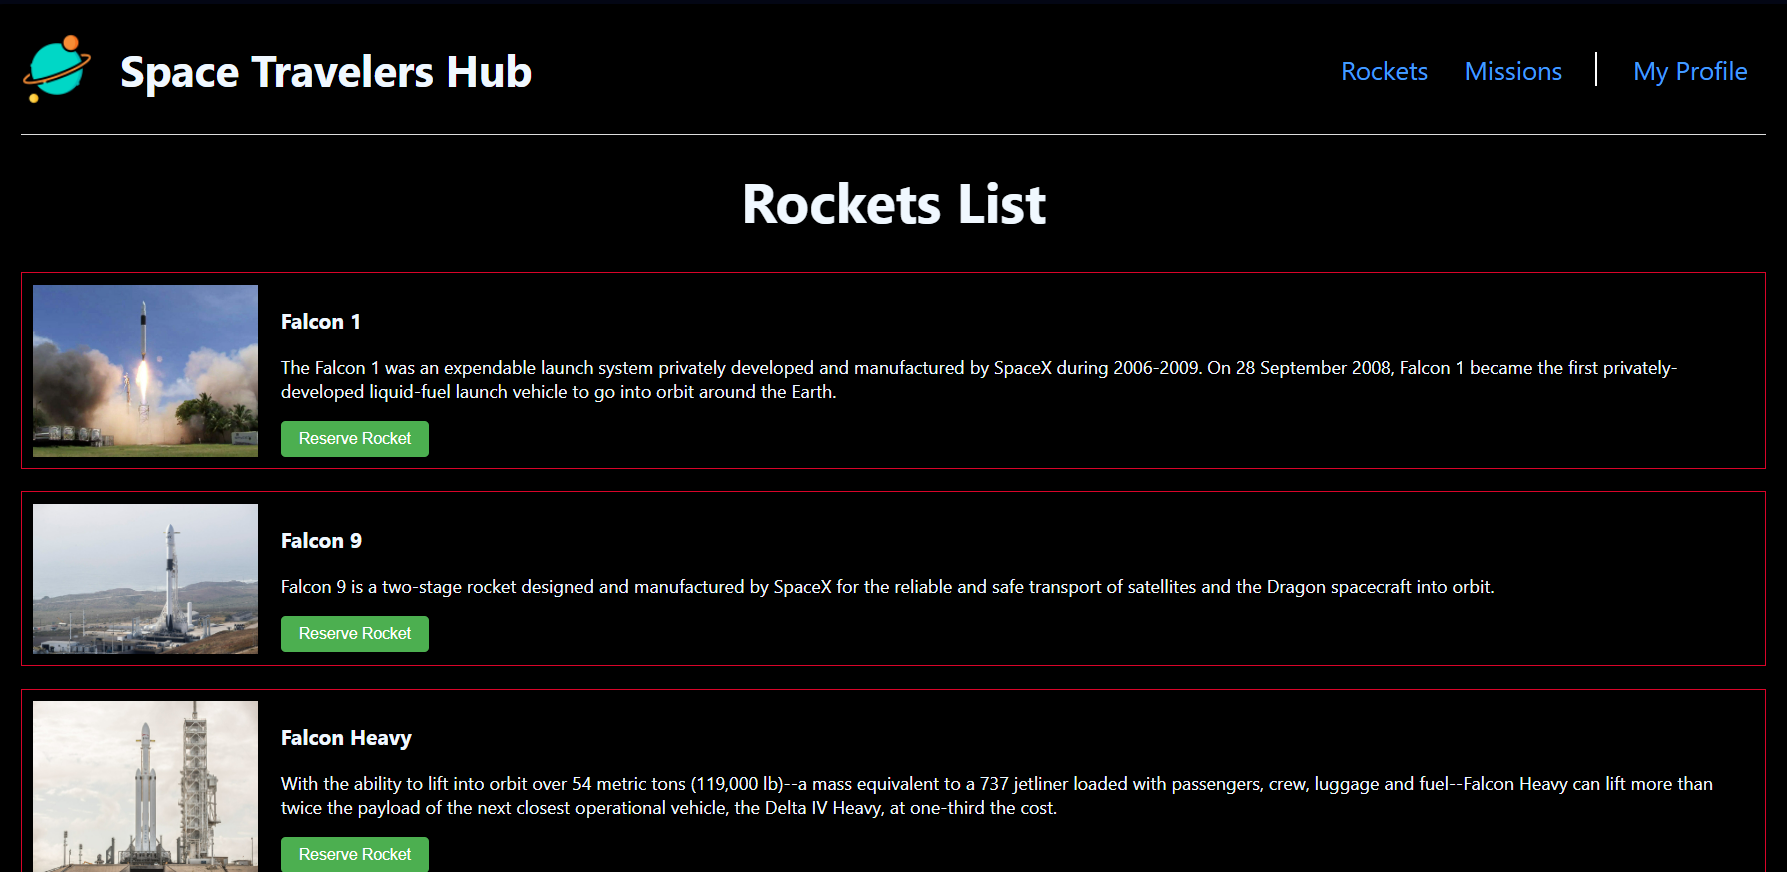 Space Travelers Hub
Rockets
Missions
My Profile
Rockets List
Falcon 1
The Falcon 1 was an expendable launch system privately developed and manufactured by SpaceX during 2006-2009. On 28 September 2008, Falcon 1 became the first privately-
developed liquid-fuel launch vehicle to go into orbit around the Earth.
Reserve Rocket
Falcon 9
Falcon 9 is a two-stage rocket designed and manufactured by SpaceX for the reliable and safe transport of satellites and the Dragon spacecraft into orbit.
Reserve Rocket
Falcon Heavy
With the ability to lift into orbit over 54 metric tons (119,000 lb)--a mass equivalent to a 737 jetliner loaded with passengers, crew, luggage and fuel--Falcon Heavy can lift more than
twice the payload of the next closest operational vehicle, the Delta IV Heavy, at one-third the cost.
Reserve Rocket